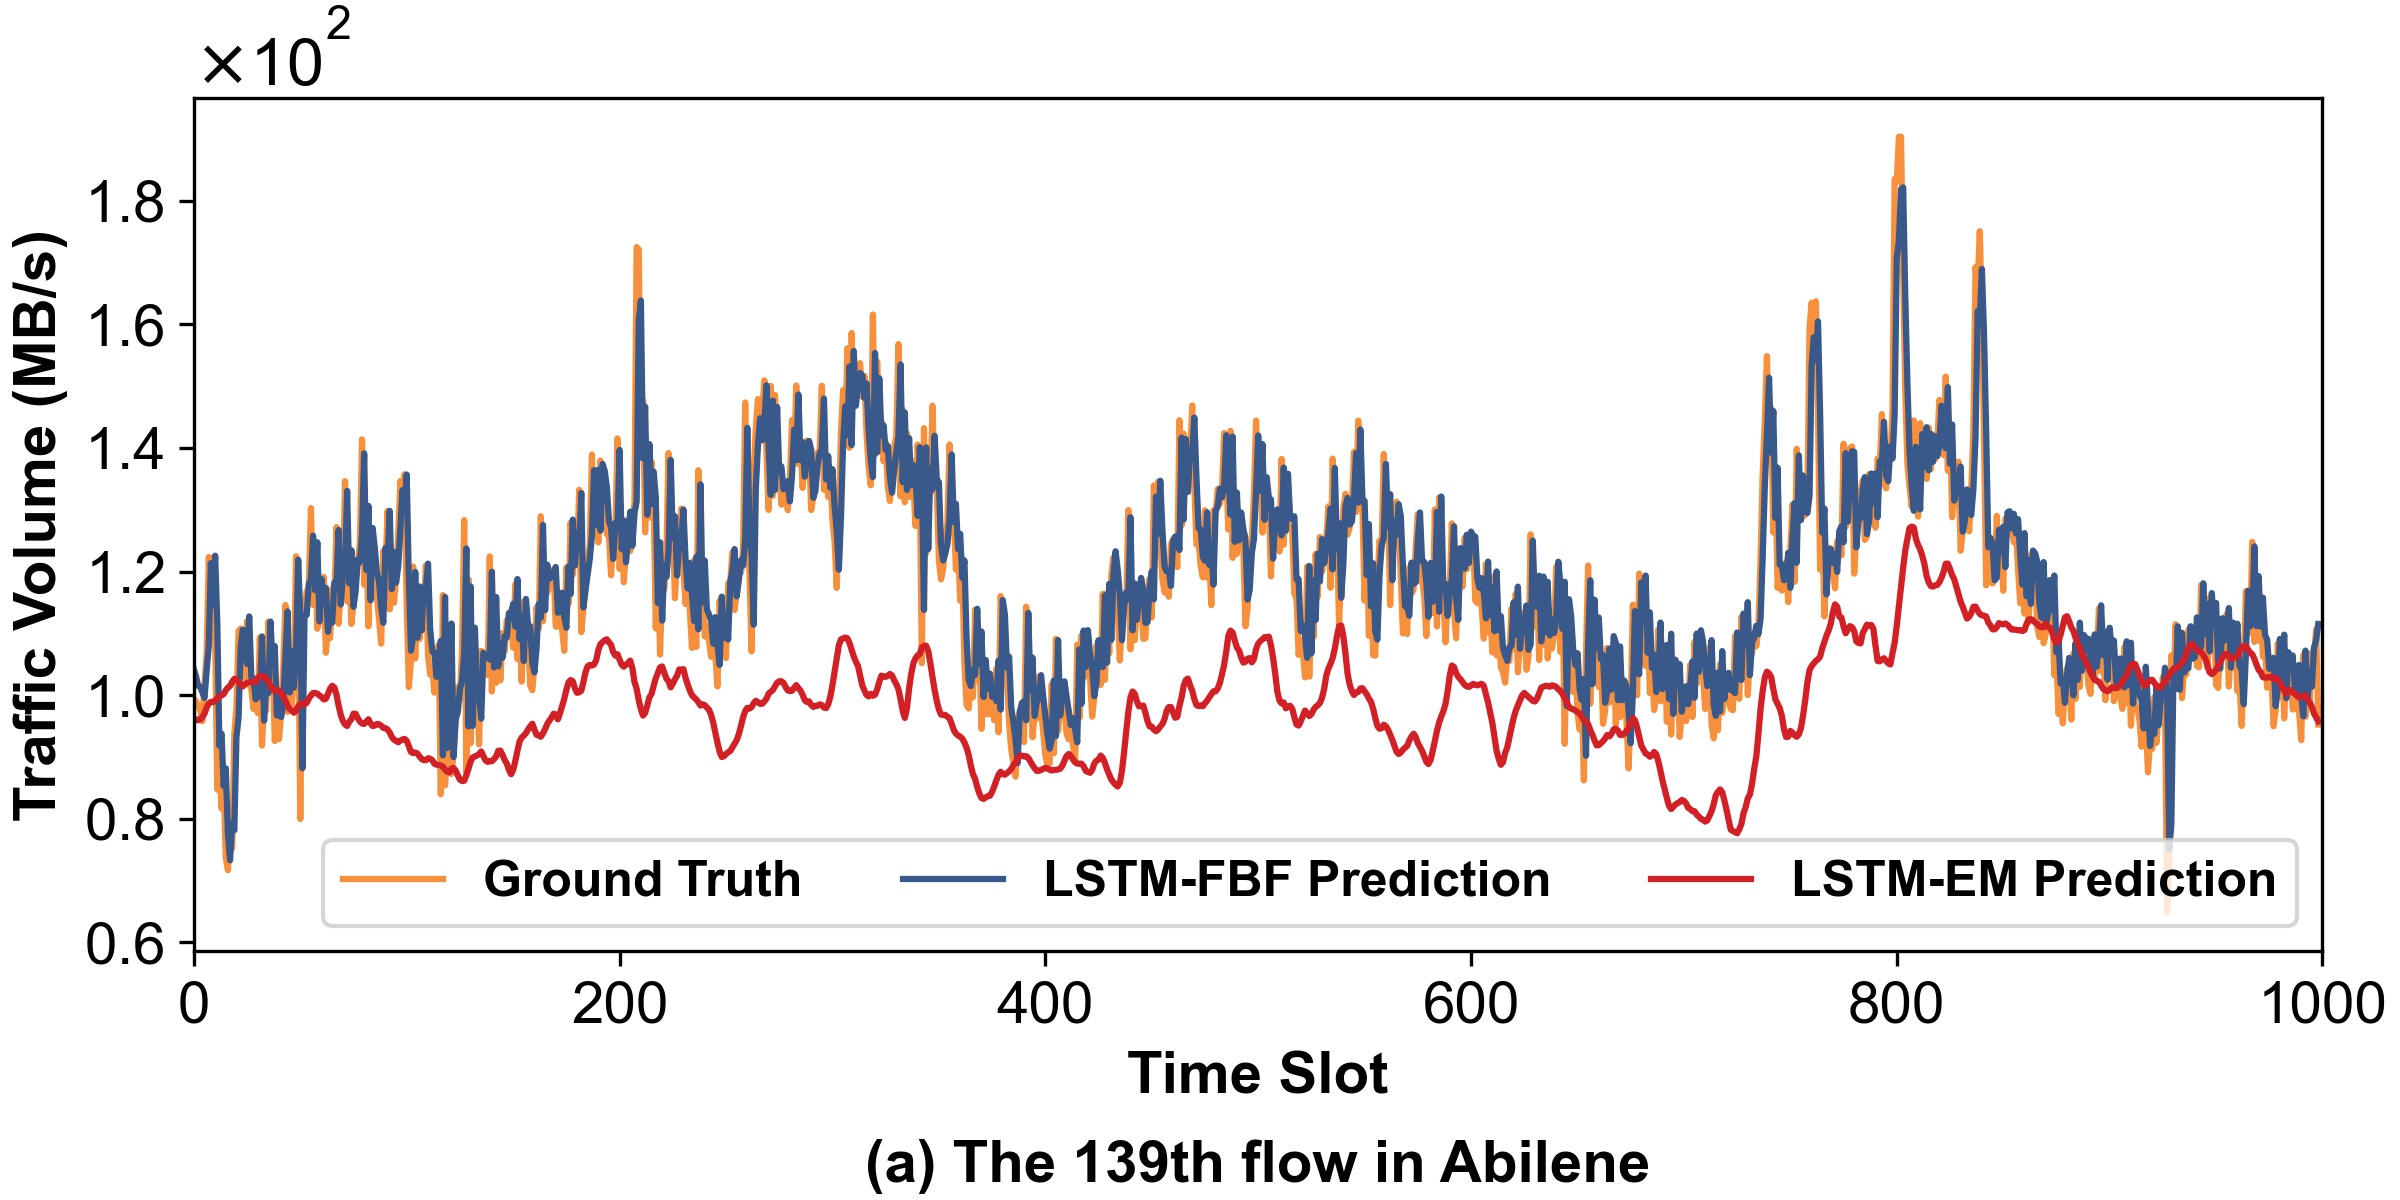 ×10²
Traffic Volume (MB/s)
1.8
1.6
1.4
1.2
1.0
0.8
0.6
Ground Truth LSTM-FBF Prediction LSTM-EM Prediction
0 200 400 600 800 1000
Time Slot
(a) The 139th flow in Abilene